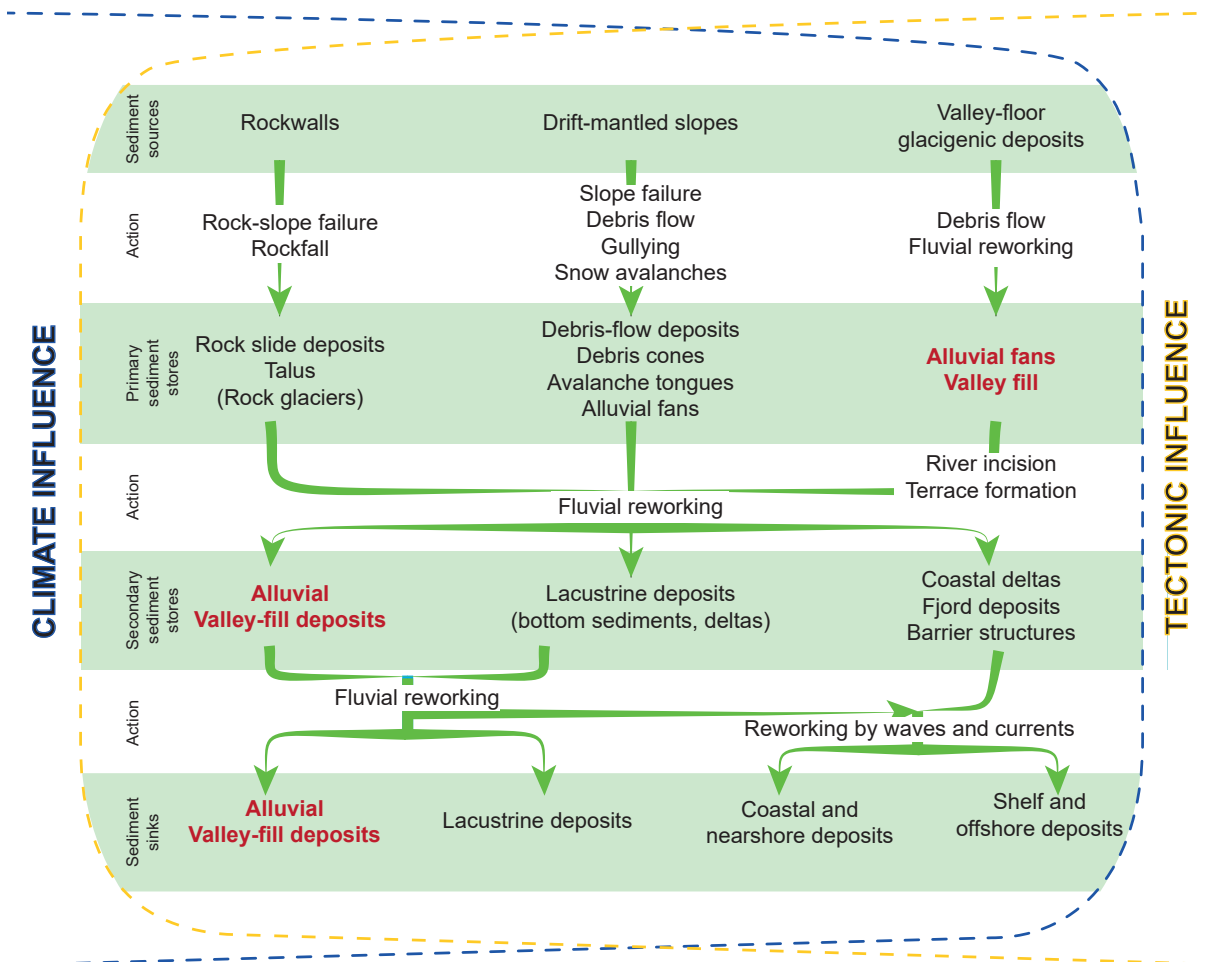 CLIMATE INFLUENCE
TECTONIC INFLUENCE
Sediment
sources
Rockwalls
Drift-mantled slopes
Valley-floor
glacigenic deposits
Action
Rock-slope failure
Rockfall
Slope failure
Debris flow
Gullying
Snow avalanches
Debris flow
Fluvial reworking
Primary
sediment
stores
Rock slide deposits
Talus
(Rock glaciers)
Debris-flow deposits
Debris cones
Avalanche tongues
Alluvial fans
Alluvial fans
Valley fill
Action
River incision
Terrace formation
Fluvial reworking
Secondary
sediment
stores
Alluvial
Valley-fill deposits
Lacustrine deposits
(bottom sediments, deltas)
Coastal deltas
Fjord deposits
Barrier structures
Action
Fluvial reworking
Reworking by waves and currents
Sediment
sinks
Alluvial
Valley-fill deposits
Lacustrine deposits
Coastal and
nearshore deposits
Shelf and
offshore deposits